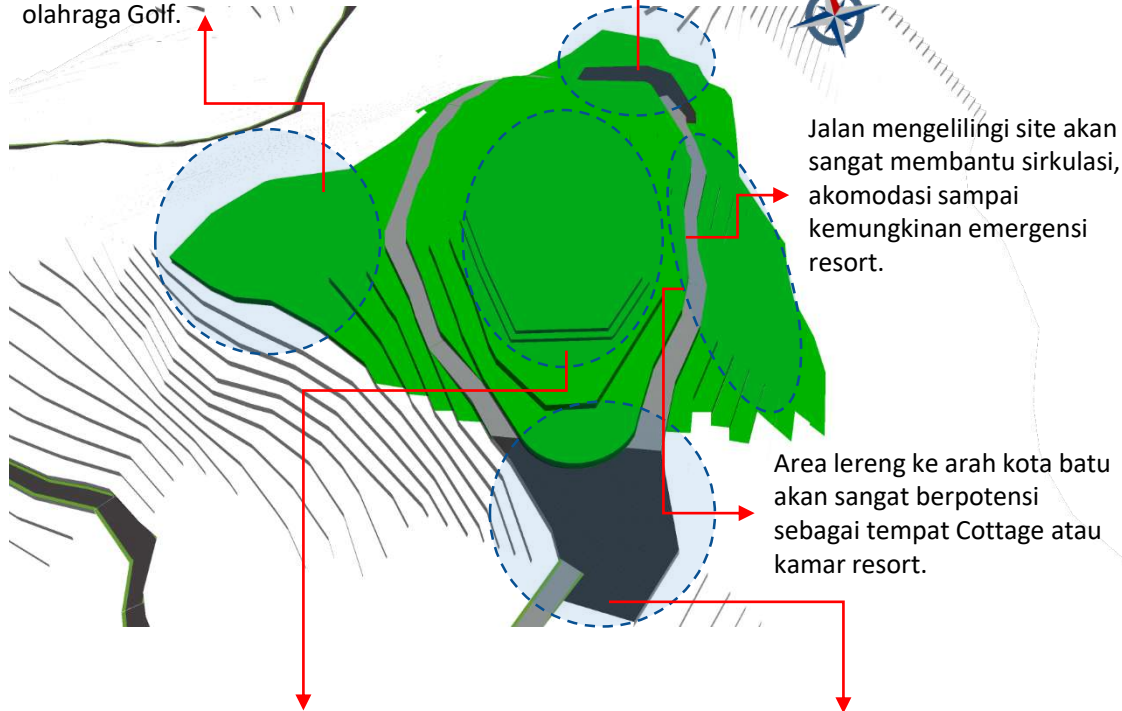 olahraga Golf.
Jalan mengelilingi site akan
sangat membantu sirkulasi,
akomodasi sampai
kemungkinan emergensi
resort.
Area lereng ke arah kota batu
akan sangat berpotensi
sebagai tempat Cottage atau
kamar resort.